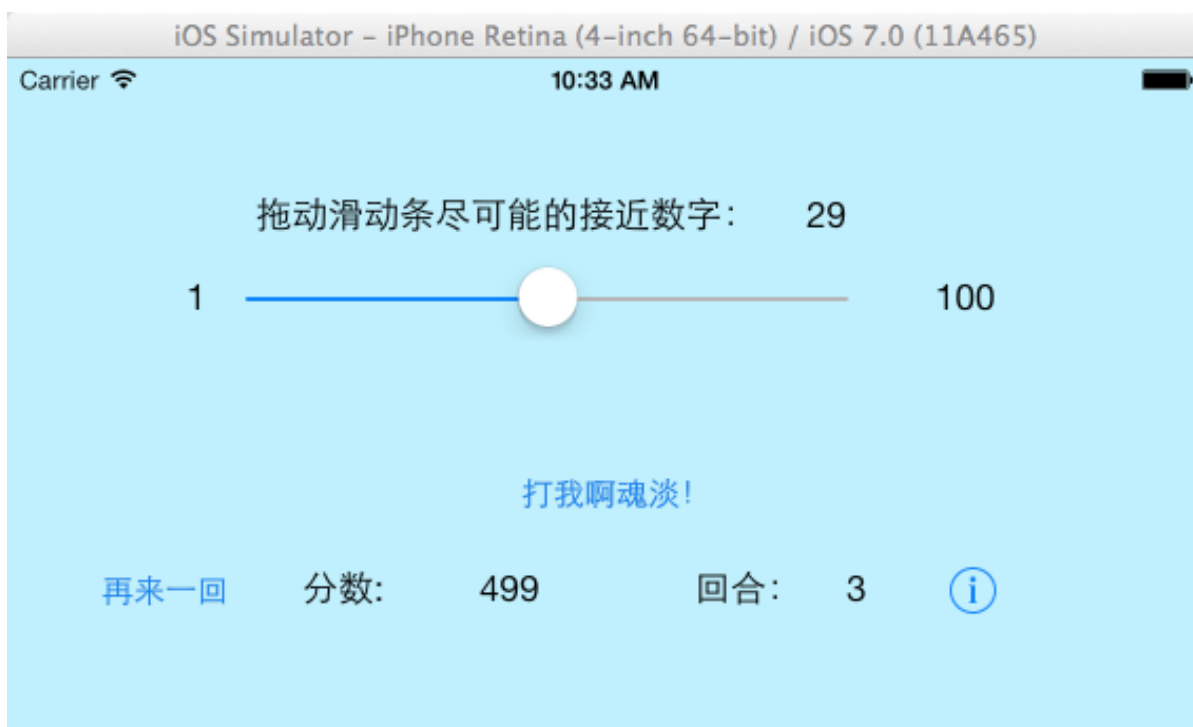 iOS Simulator – iPhone Retina (4-inch 64-bit) / iOS 7.0 (11A465)
Carrier 10:33 AM
拖动滑动条尽可能的接近数字： 29
1 100
打我啊魂淡！
再来一回 分数: 499 回合： 3 i